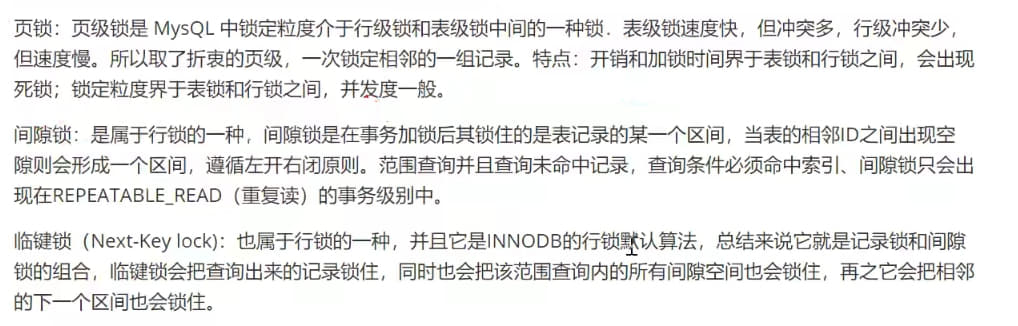 页锁：页级锁是 MysQL 中锁定粒度介于行级锁和表级锁中间的一种锁．表级锁速度快，但冲突多，行级冲突少，
但速度慢。所以取了折衷的页级，一次锁定相邻的一组记录。特点：开销和加锁时间界于表锁和行锁之间，会出现
死锁；锁定粒度界于表锁和行锁之间，并发度一般。
间隙锁：是属于行锁的一种，间隙锁是在事务加锁后其锁住的是表记录的某一个区间，当表的相邻ID之间出现空
隙则会形成一个区间，遵循左开右闭原则。范围查询并且查询未命中记录，查询条件必须命中索引、间隙锁只会出
现在REPEATABLE_READ（重复读）的事务级别中。
临键锁（Next-Key lock)：也属于行锁的一种，并且它是INNODB的行锁默认算法，总结来说它就是记录锁和间隙
锁的组合，临键锁会把查询出来的记录锁住，同时也会把该范围查询内的所有间隙空间也会锁住，再之它会把相邻
的下一个区间也会锁住。